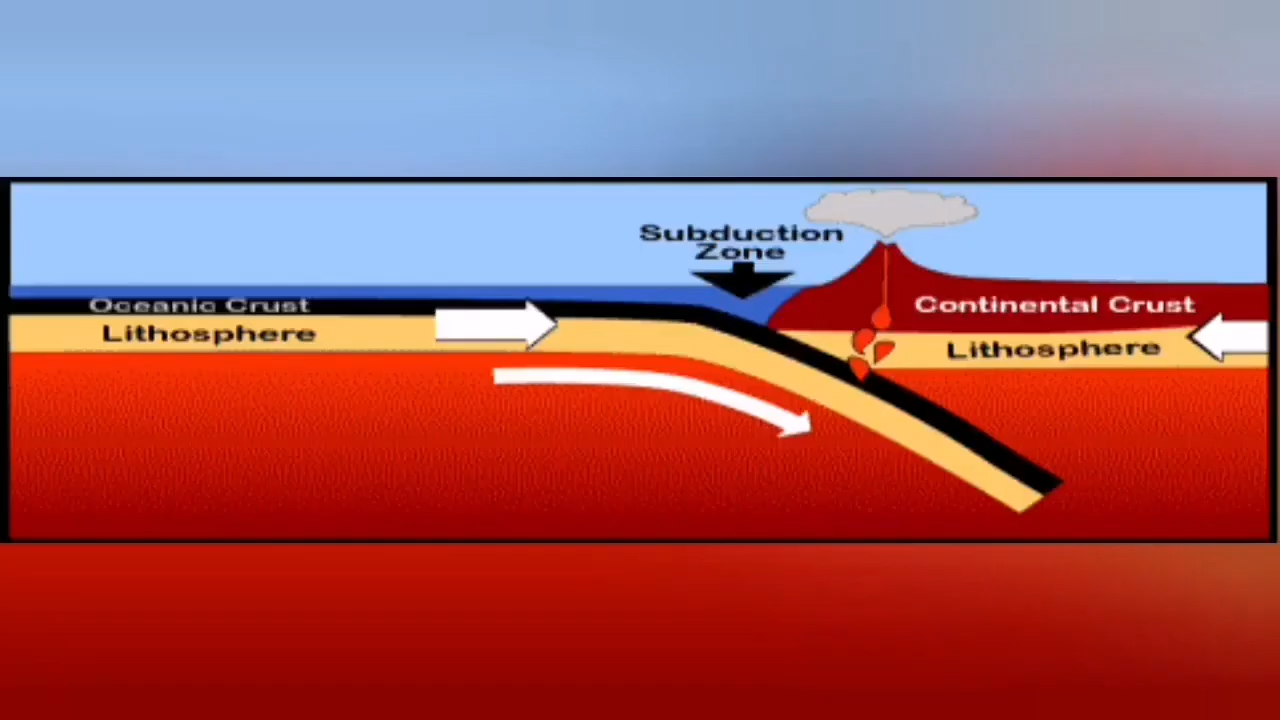 Subduction
Zone
Oceanic Crust
Continental Crust
Lithosphere
Lithosphere